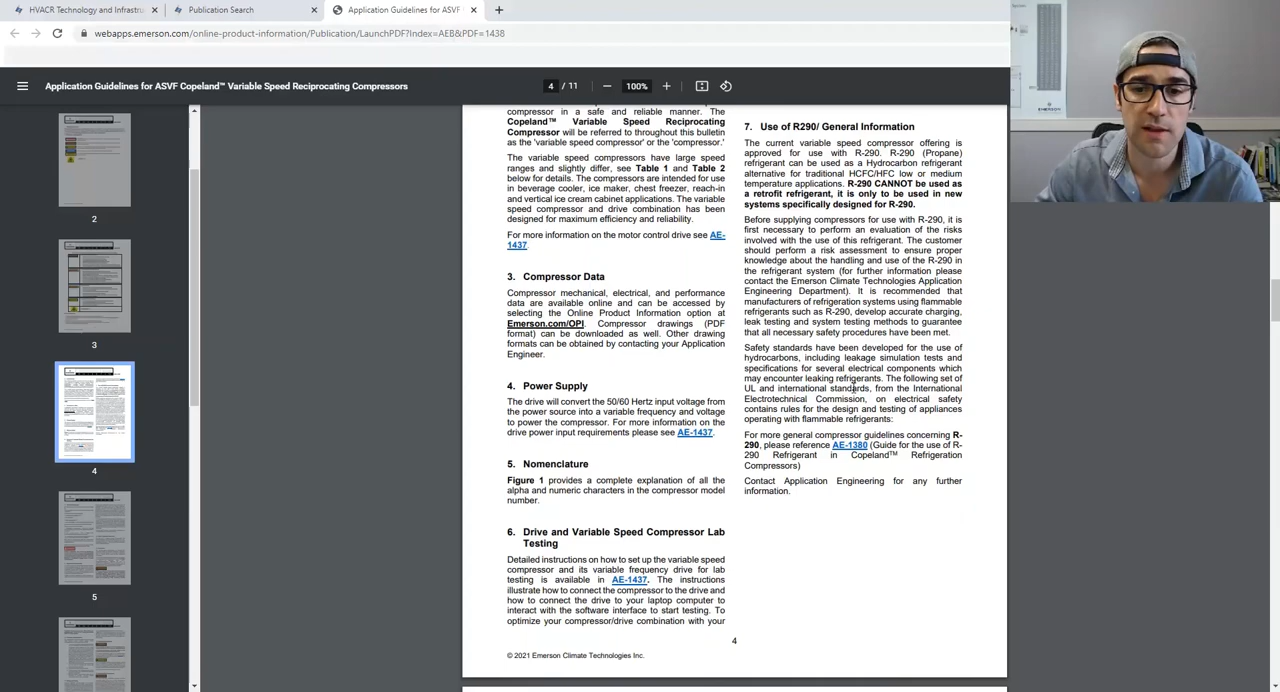 HVACR Technology and Infrastru
Publication Search
Application Guidelines for ASVF
webapps.emerson.com/online-product-information/Publication/LaunchPDF?Index=AEB&PDF=1438
Application Guidelines for ASVF Copeland™ Variable Speed Reciprocating Compressors
4 / 11
100%
2
3
4
5
compressor in a safe and reliable manner. The
Copeland™ Variable Speed Reciprocating
Compressor will be referred to throughout this bulletin
as the 'variable speed compressor' or the 'compressor.'
The variable speed compressors have large speed
ranges and slightly differ, see Table 1 and Table 2
below for details. The compressors are intended for use
in beverage cooler, ice maker, chest freezer, reach-in
and vertical ice cream cabinet applications. The variable
speed compressor and drive combination has been
designed for maximum efficiency and reliability.
For more information on the motor control drive see AE-
1437.
3. Compressor Data
Compressor mechanical, electrical, and performance
data are available online and can be accessed by
selecting the Online Product Information option at
Emerson.com/OPI. Compressor drawings (PDF
format) can be downloaded as well. Other drawing
formats can be obtained by contacting your Application
Engineer.
4. Power Supply
The drive will convert the 50/60 Hertz input voltage from
the power source into a variable frequency and voltage
to power the compressor. For more information on the
drive power input requirements please see AE-1437.
5. Nomenclature
Figure 1 provides a complete explanation of all the
alpha and numeric characters in the compressor model
number.
6. Drive and Variable Speed Compressor Lab
Testing
Detailed instructions on how to set up the variable speed
compressor and its variable frequency drive for lab
testing is available in AE-1437. The instructions
illustrate how to connect the compressor to the drive and
how to connect the drive to your laptop computer to
interact with the software interface to start testing. To
optimize your compressor/drive combination with your
7. Use of R290/ General Information
The current variable speed compressor offering is
approved for use with R-290. R-290 (Propane)
refrigerant can be used as a Hydrocarbon refrigerant
alternative for traditional HCFC/HFC low or medium
temperature applications. R-290 CANNOT be used as
a retrofit refrigerant, it is only to be used in new
systems specifically designed for R-290.
Before supplying compressors for use with R-290, it is
first necessary to perform an evaluation of the risks
involved with the use of this refrigerant. The customer
should perform a risk assessment to ensure proper
knowledge about the handling and use of the R-290 in
the refrigerant system (for further information please
contact the Emerson Climate Technologies Application
Engineering Department). It is recommended that
manufacturers of refrigeration systems using flammable
refrigerants such as R-290, develop accurate charging,
leak testing and system testing methods to guarantee
that all necessary safety procedures have been met.
Safety standards have been developed for the use of
hydrocarbons, including leakage simulation tests and
specifications for several electrical components which
may encounter leaking refrigerants. The following set of
UL and international standards, from the International
Electrotechnical Commission, on electrical safety
contains rules for the design and testing of appliances
operating with flammable refrigerants:
For more general compressor guidelines concerning R-
290, please reference AE-1380 (Guide for the use of R-
290 Refrigerant in Copeland™ Refrigeration
Compressors)
Contact Application Engineering for any further
information.
4
© 2021 Emerson Climate Technologies Inc.